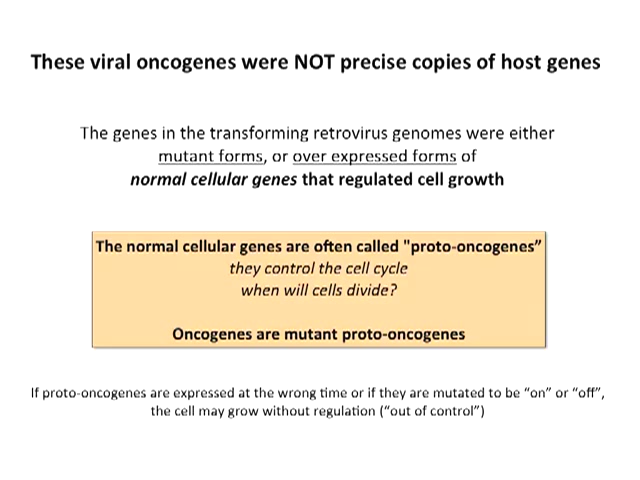 These viral oncogenes were NOT precise copies of host genes
The genes in the transforming retrovirus genomes were either
mutant forms, or over expressed forms of
normal cellular genes that regulated cell growth
The normal cellular genes are often called "proto-oncogenes”
they control the cell cycle
when will cells divide?
Oncogenes are mutant proto-oncogenes
If proto-oncogenes are expressed at the wrong time or if they are mutated to be “on” or “off”,
the cell may grow without regulation (“out of control”)